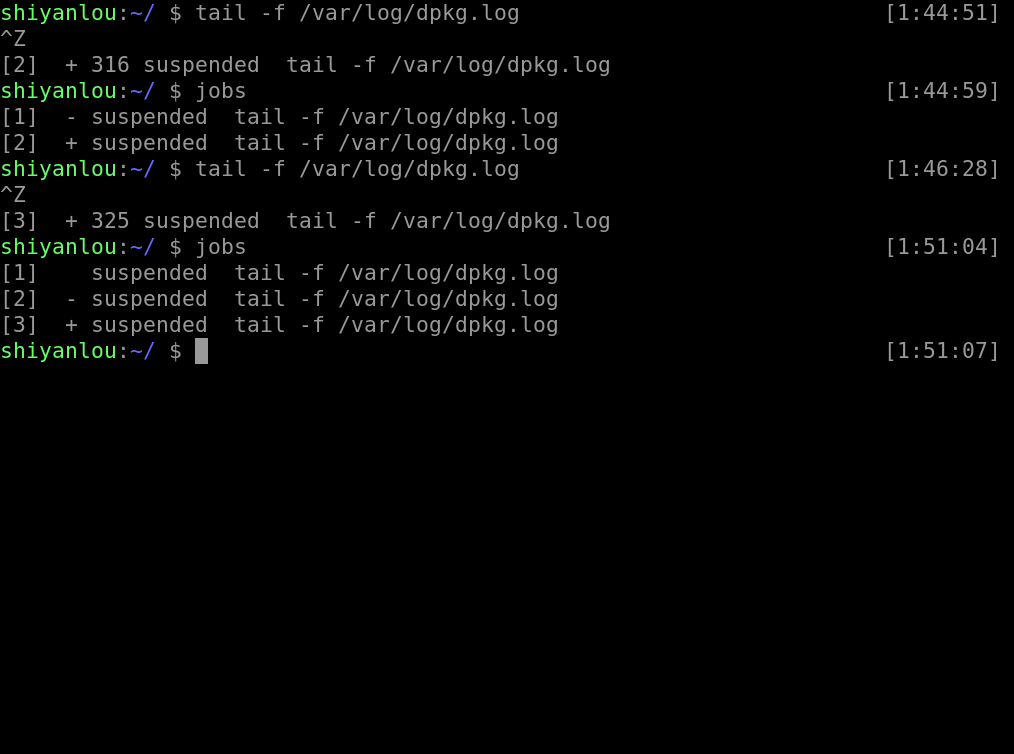 shiyanlou:~/ $ tail -f /var/log/dpkg.log [1:44:51]
^Z
[2]  + 316 suspended  tail -f /var/log/dpkg.log
shiyanlou:~/ $ jobs [1:44:59]
[1]  - suspended  tail -f /var/log/dpkg.log
[2]  + suspended  tail -f /var/log/dpkg.log
shiyanlou:~/ $ tail -f /var/log/dpkg.log [1:46:28]
^Z
[3]  + 325 suspended  tail -f /var/log/dpkg.log
shiyanlou:~/ $ jobs [1:51:04]
[1]    suspended  tail -f /var/log/dpkg.log
[2]  - suspended  tail -f /var/log/dpkg.log
[3]  + suspended  tail -f /var/log/dpkg.log
shiyanlou:~/ $ [1:51:07]